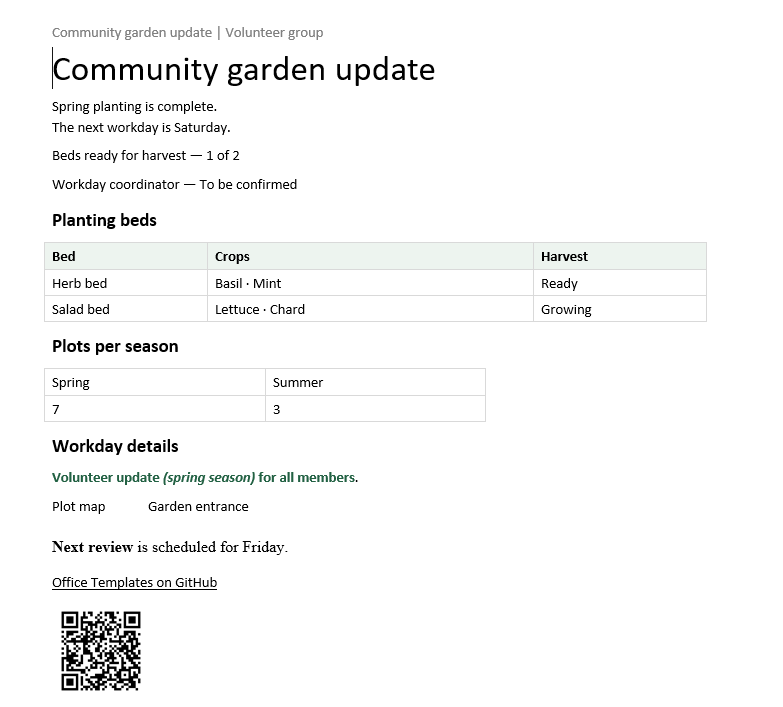 Community garden update | Volunteer group
Community garden update
Spring planting is complete.
The next workday is Saturday.
Beds ready for harvest — 1 of 2
Workday coordinator — To be confirmed
Planting beds
Bed Crops Harvest
Herb bed Basil · Mint Ready
Salad bed Lettuce · Chard Growing
Plots per season
Spring Summer
7 3
Workday details
Volunteer update (spring season) for all members.
Plot map Garden entrance
Next review is scheduled for Friday.
Office Templates on GitHub